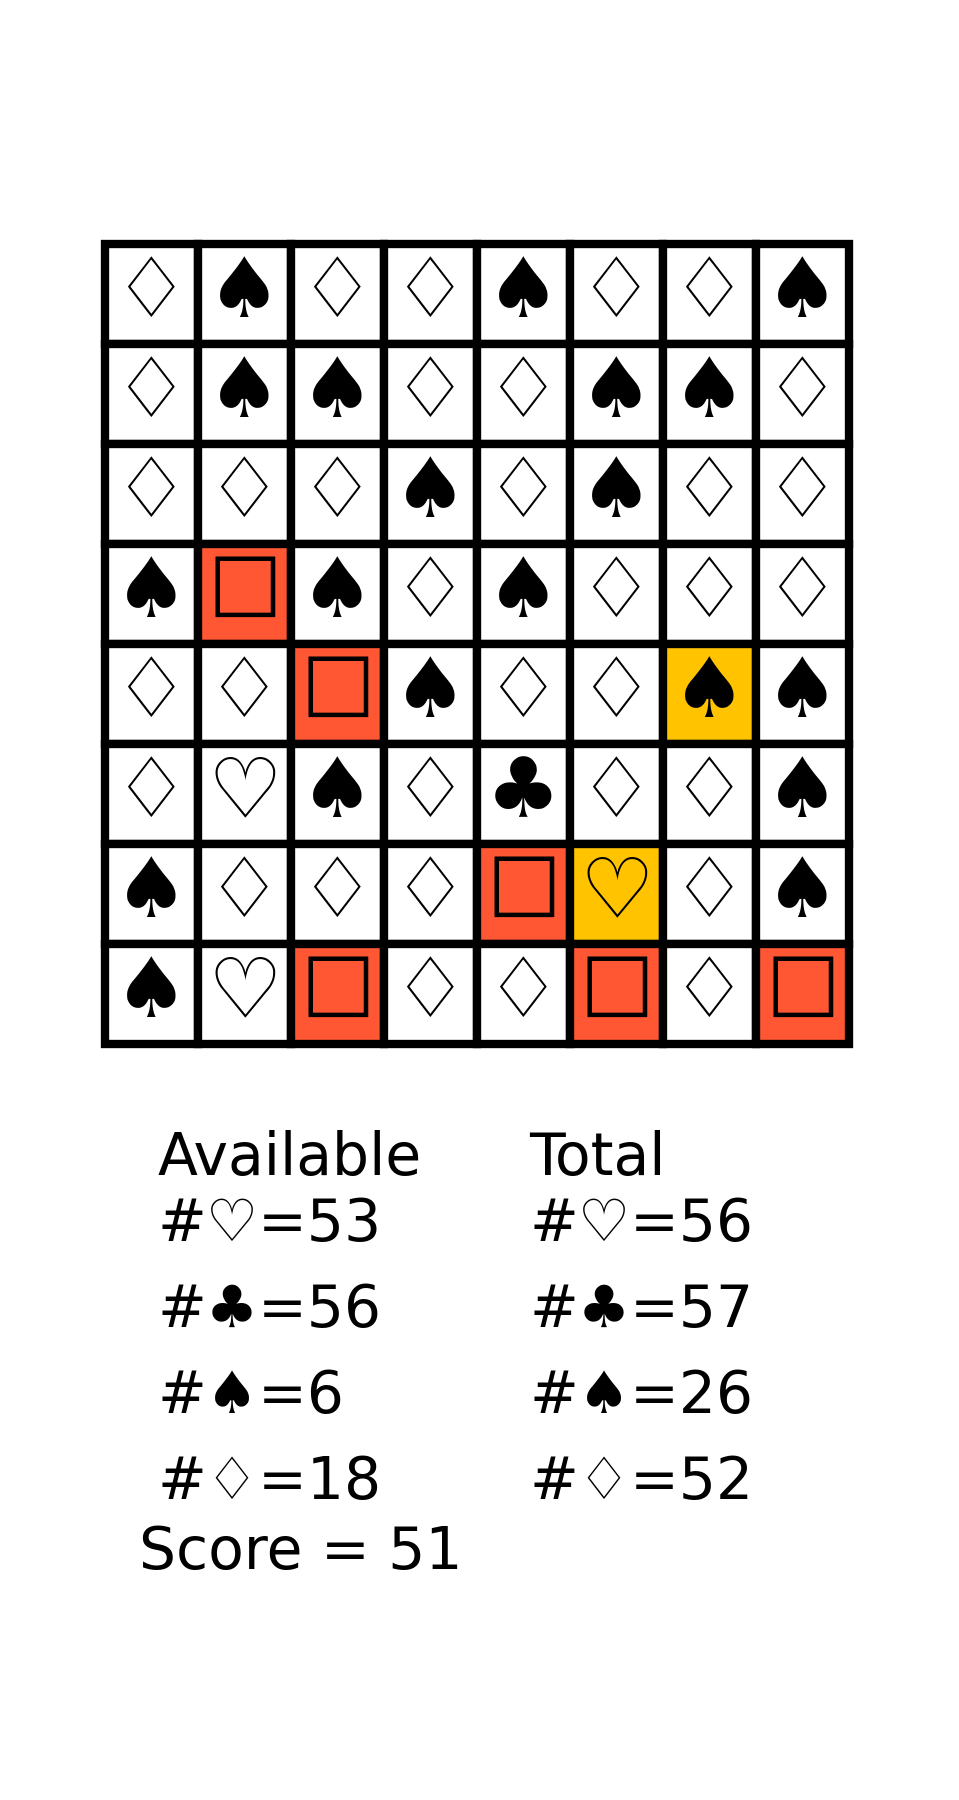 ♢ ♠ ♢ ♢ ♠ ♢ ♢ ♠
♢ ♠ ♠ ♢ ♢ ♠ ♠ ♢
♢ ♢ ♢ ♠ ♢ ♠ ♢ ♢
♠ □ ♠ ♢ ♠ ♢ ♢ ♢
♢ ♢ □ ♠ ♢ ♢ ♠ ♠
♢ ♡ ♠ ♢ ♣ ♢ ♢ ♠
♠ ♢ ♢ ♢ □ ♡ ♢ ♠
♠ ♡ □ ♢ ♢ □ ♢ □
Available Total
#♡=53 #♡=56
#♣=56 #♣=57
#♠=6 #♠=26
#♢=18 #♢=52
Score = 51